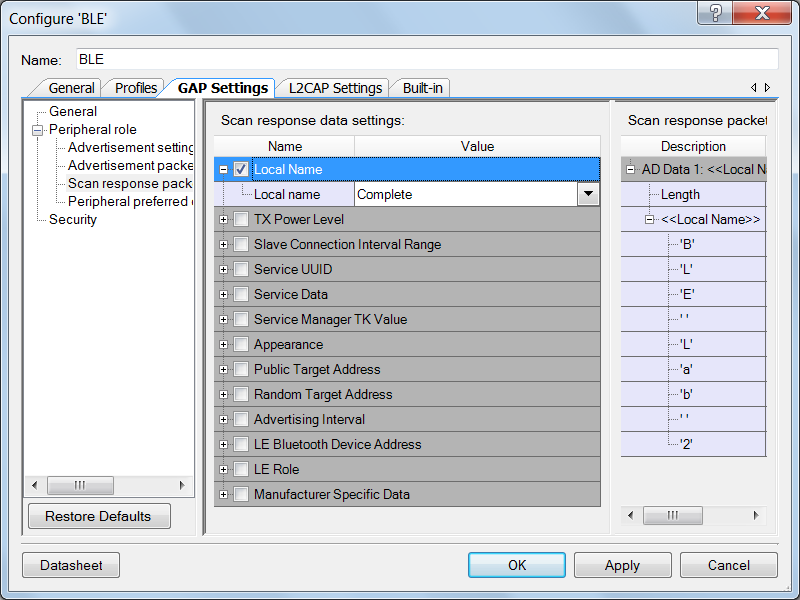 Configure 'BLE'
Name: BLE
General Profiles GAP Settings L2CAP Settings Built-in
General
Peripheral role
Advertisement setting
Advertisement packe
Scan response pack
Peripheral preferred
Security
Restore Defaults
Scan response data settings:
Name Value
Local Name
Local name Complete
TX Power Level
Slave Connection Interval Range
Service UUID
Service Data
Service Manager TK Value
Appearance
Public Target Address
Random Target Address
Advertising Interval
LE Bluetooth Device Address
LE Role
Manufacturer Specific Data
Scan response packet
Description
AD Data 1: <<Local N
Length
<<Local Name>>
'B'
'L'
'E'
' '
'L'
'a'
'b'
' '
'2'
Datasheet OK Apply Cancel